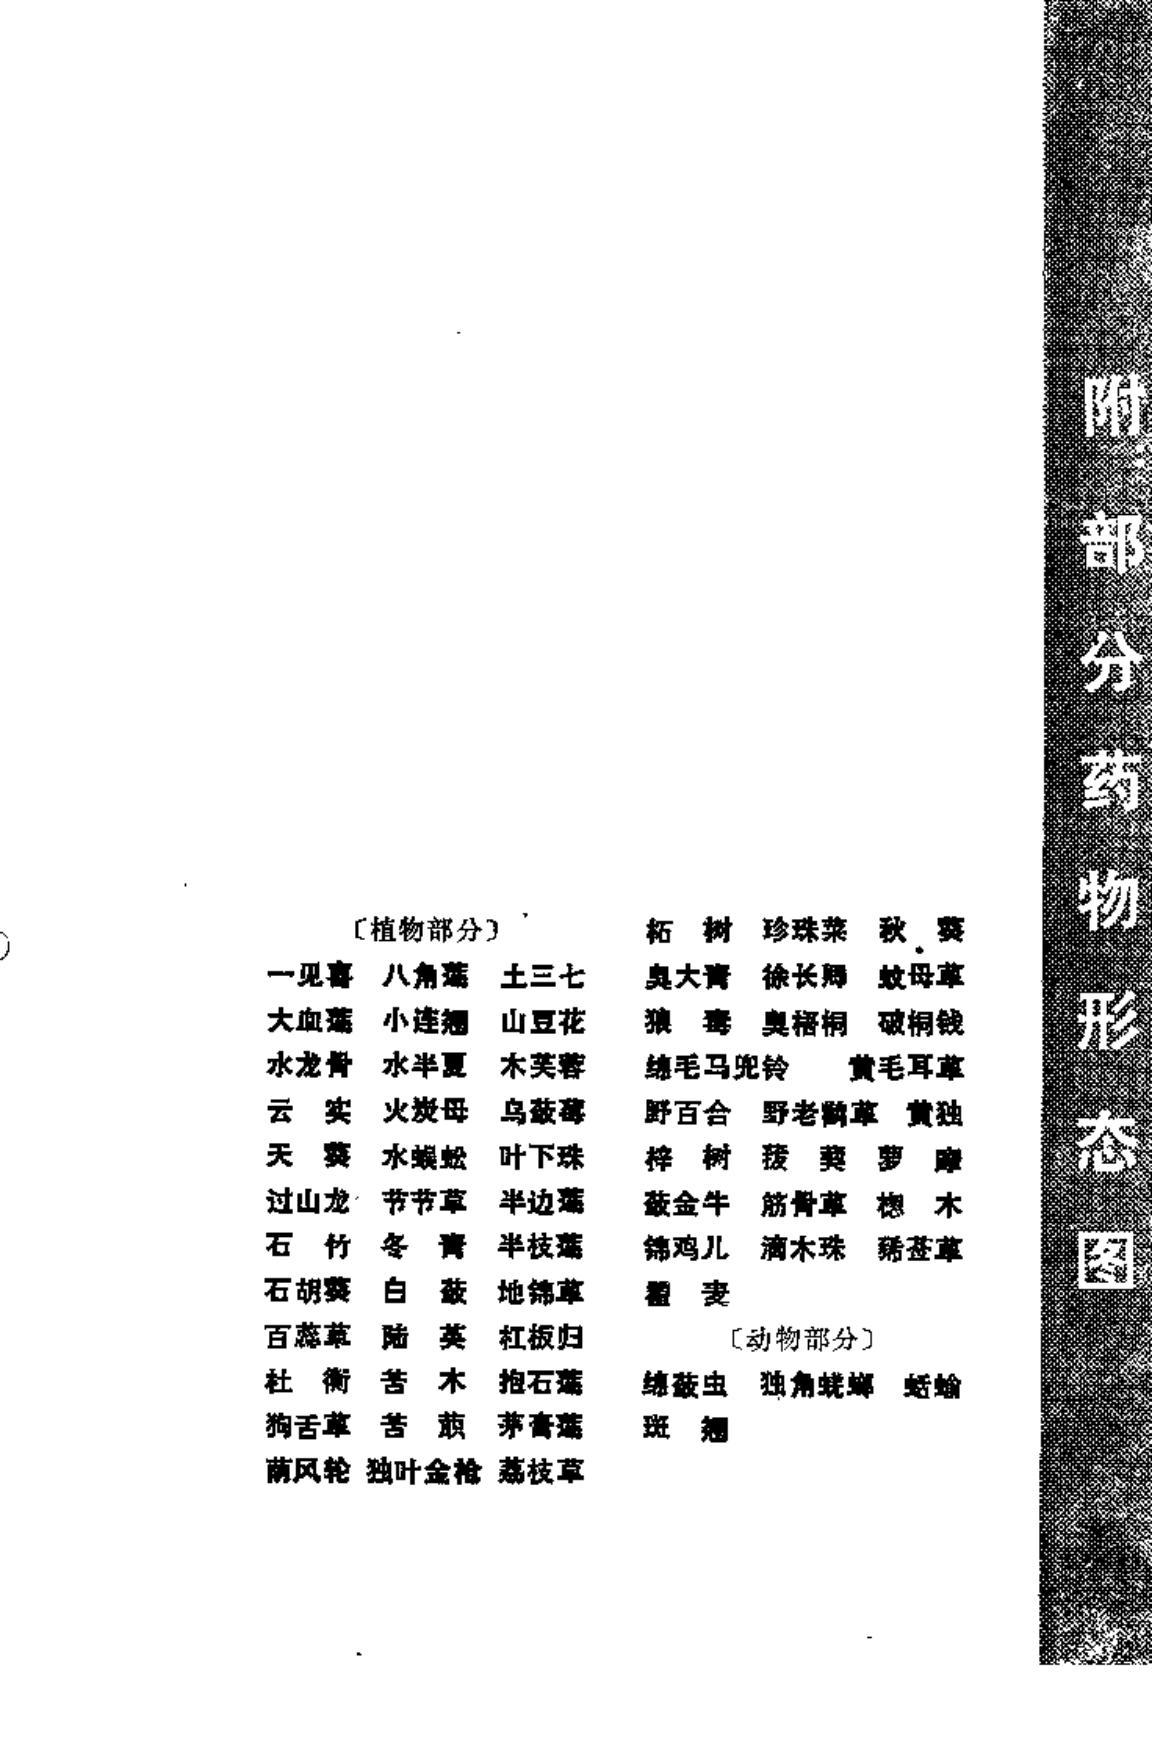 附部分药物形态图
〔植物部分〕
一见喜 八角莲 土三七
大血藤 小连翘 山豆花
水龙骨 水半夏 木芙蓉
云 实 火炭母 乌蔹莓
天 葵 水蜈蚣 叶下珠
过山龙 节节草 半边莲
石 竹 冬 青 半枝莲
石胡荽 白 蔹 地锦草
百蕊草 陆 英 杠板归
杜 衡 苦 木 抱石莲
狗舌草 苦 蘵 茅膏菜
荫风轮 独叶金枪 荔枝草
柘 树 珍珠菜 秋 葵
臭大青 徐长卿 蚊母草
狼 毒 臭梧桐 破铜钱
绵毛马兜铃 黄毛耳草
野百合 野老鹳草 黄独
梓 树 菝 葜 萝 藦
紫金牛 筋骨草 楤 木
锦鸡儿 滴水珠 豨莶草
瞿 麦
〔动物部分〕
独角蜣螂 蛞蝓
斑 蝥